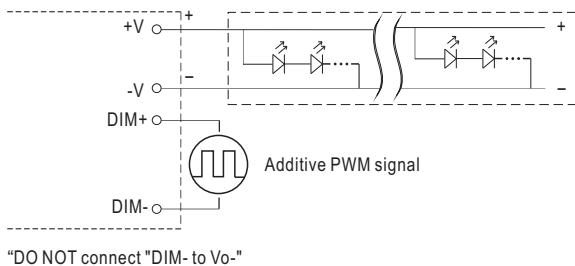 +V + +
-V − −
DIM+
Additive PWM signal
DIM-
“DO NOT connect "DIM- to Vo-"